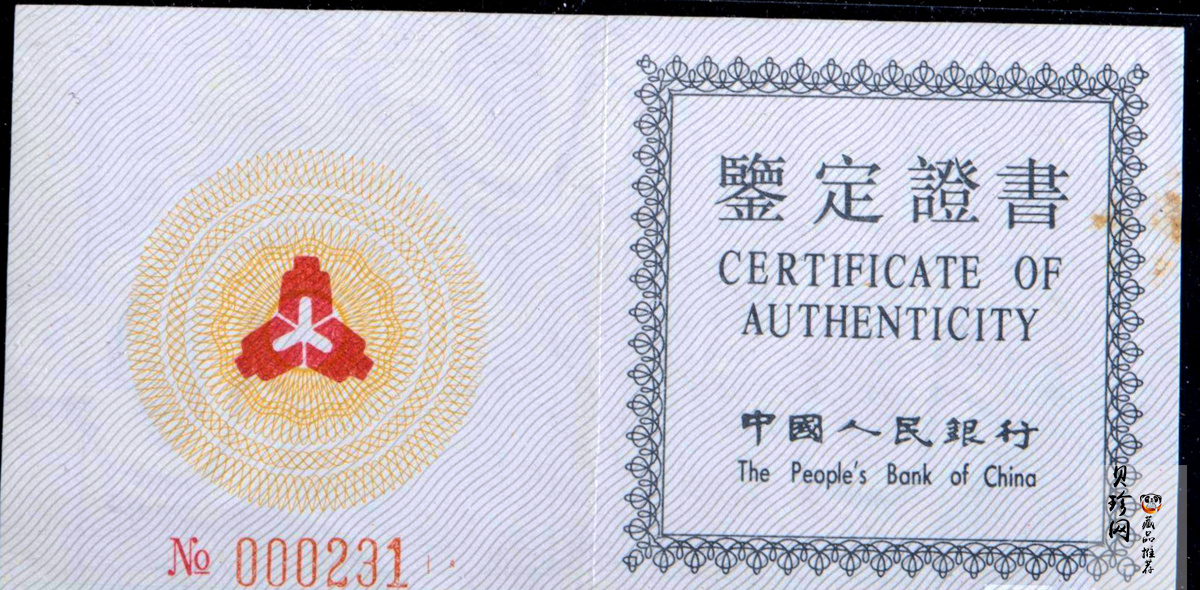 № 000231
鑒定證書
CERTIFICATE OF
AUTHENTICITY
中國人民銀行
The People's Bank of China
贝珍网
藏品推荐